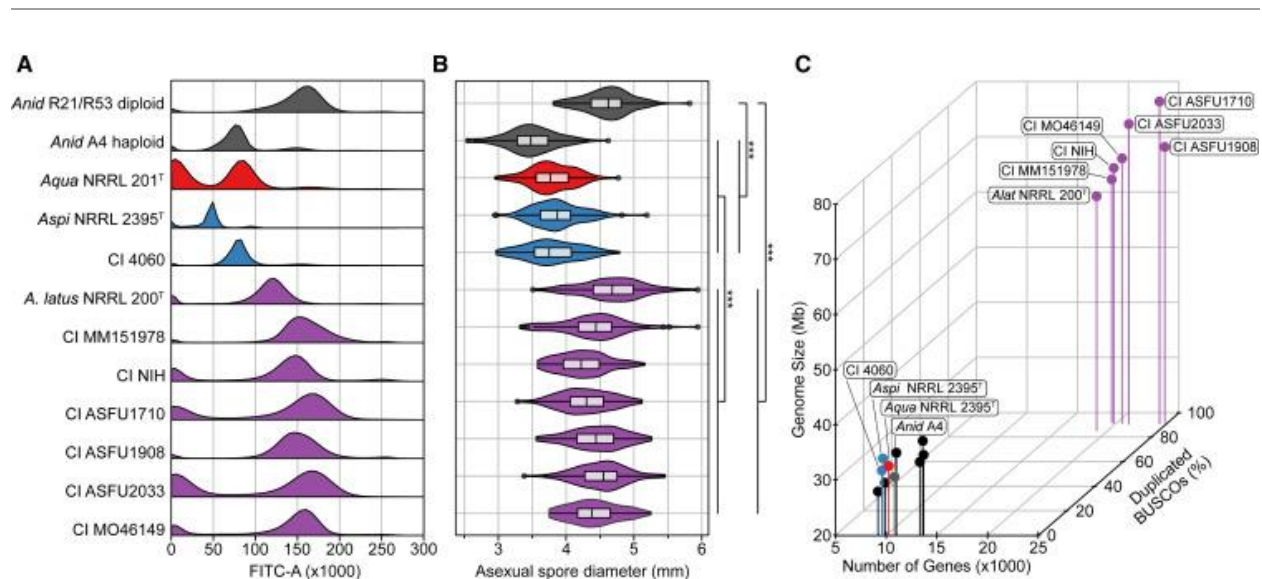 A
Anid R21/R53 diploid
Anid A4 haploid
Aqua NRRL 201ᵀ
Aspi NRRL 2395ᵀ
CI 4060
A. latus NRRL 200ᵀ
CI MM151978
CI NIH
CI ASFU1710
CI ASFU1908
CI ASFU2033
CI MO46149
0 50 100 150 200 250 300
FITC-A (x1000)
B
***
***
***
3 4 5 6
Asexual spore diameter (mm)
C
CI ASFU1710
CI MO46149
CI ASFU2033
CI NIH
CI ASFU1908
CI MM151978
Alat NRRL 200ᵀ
80
70
60
50
40
30
20
Genome Size (Mb)
CI 4060
Aspi NRRL 2395ᵀ
Aqua NRRL 2395ᵀ
Anid A4
100
80
60
40
20
0
Duplicated
BUSCOs (%)
5 10 15 20 25
Number of Genes (x1000)